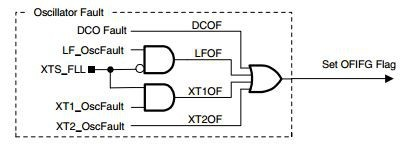 Oscillator Fault
DCO Fault DCOF
LF_OscFault LFOF
XTS_FLL
Set OFIFG Flag
XT1OF
XT1_OscFault
XT2_OscFault XT2OF